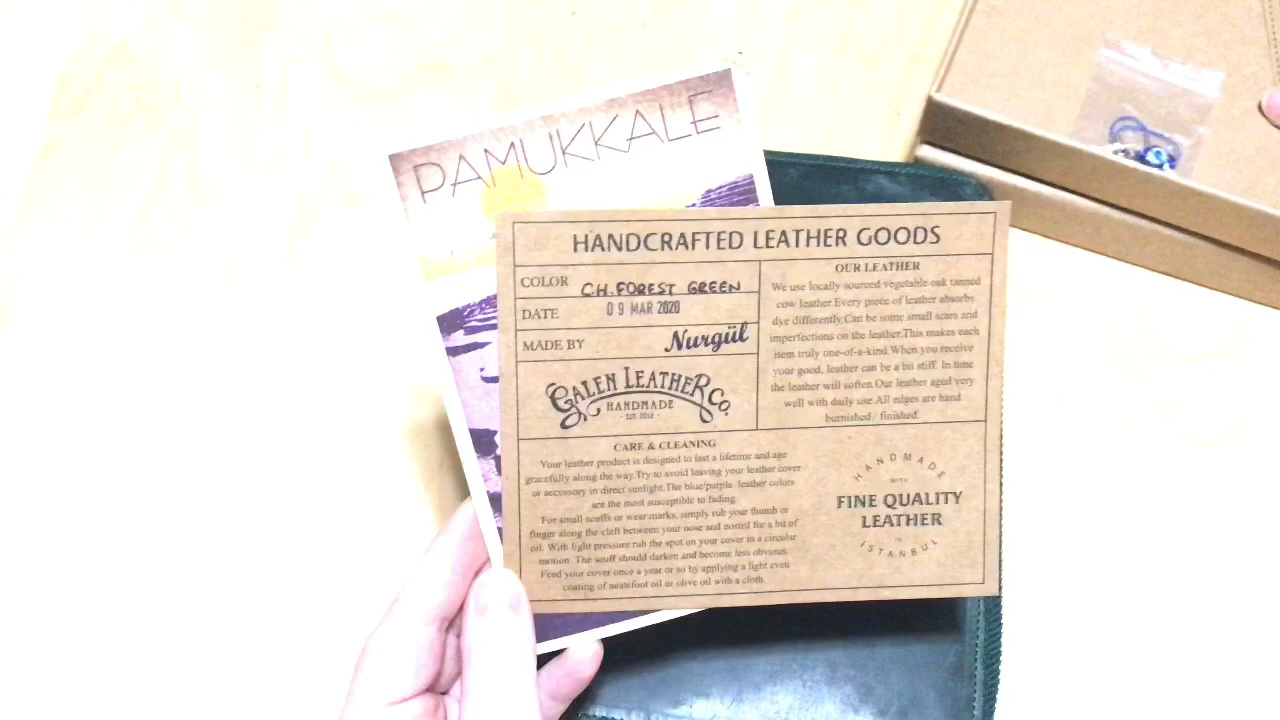 PAMUKKALE
HANDCRAFTED LEATHER GOODS
COLOR C.H. FOREST GREEN
DATE 09 MAR 2020
MADE BY Nurgül
GALEN LEATHER Co.
HANDMADE
OUR LEATHER
We use locally sourced vegetable oak tanned
cow leather.Every piece of leather absorbs
dye differently.Can be some small scars and
imperfections on the leather.This makes each
item truly one-of-a-kind.When you receive
your good, leather can be a bit stiff. In time
the leather will soften.Our leather aged very
well with daily use.All edges are hand
burnished / finished.
CARE & CLEANING
Your leather product is designed to last a lifetime and age
gracefully along the way.Try to avoid leaving your leather cover
or accessory in direct sunlight.The blue/purple leather colors
are the most susceptible to fading.
For small scuffs or wear marks, simply rub your thumb or
finger along the cleft between your nose and nostril for a bit of
oil. With light pressure rub the spot on your cover in a circular
motion. The scuff should darken and become less obvious.
Feed your cover once a year or so by applying a light even
coating of neatsfoot oil or olive oil with a cloth.
HANDMADE
WITH
FINE QUALITY
LEATHER
IN
ISTANBUL